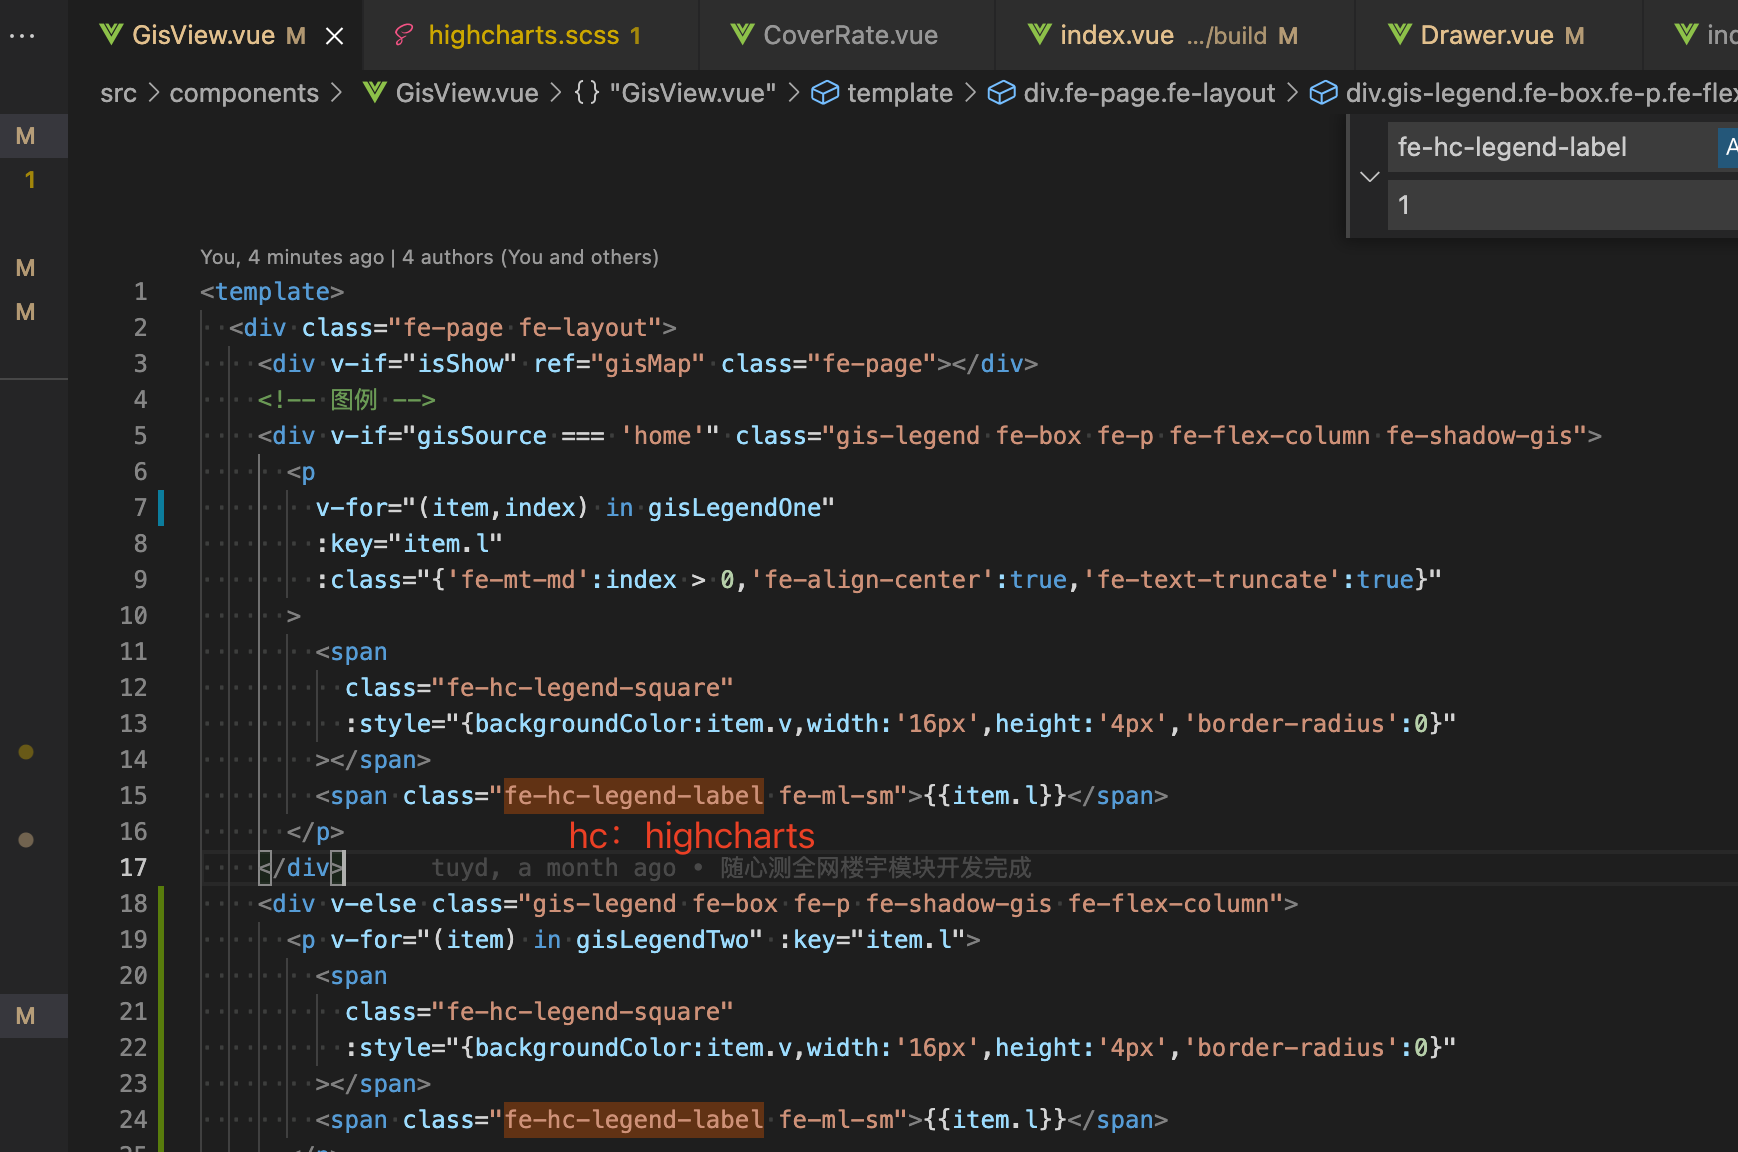 GisView.vue M
highcharts.scss 1
CoverRate.vue
index.vue .../build M
Drawer.vue M
src > components > GisView.vue > {} "GisView.vue" > template > div.fe-page.fe-layout > div.gis-legend.fe-box.fe-p.fe-flex
M
1
M
M
M
fe-hc-legend-label
1
You, 4 minutes ago | 4 authors (You and others)
1 <template>
2 <div class="fe-page fe-layout">
3 <div v-if="isShow" ref="gisMap" class="fe-page"></div>
4 <!-- 图例 -->
5 <div v-if="gisSource === 'home'" class="gis-legend fe-box fe-p fe-flex-column fe-shadow-gis">
6 <p
7 v-for="(item,index) in gisLegendOne"
8 :key="item.l"
9 :class="{'fe-mt-md':index > 0,'fe-align-center':true,'fe-text-truncate':true}"
10 >
11 <span
12 class="fe-hc-legend-square"
13 :style="{backgroundColor:item.v,width:'16px',height:'4px','border-radius':0}"
14 ></span>
15 <span class="fe-hc-legend-label fe-ml-sm">{{item.l}}</span>
16 </p>
hc：highcharts
17 </div> tuyd, a month ago • 随心测全网楼宇模块开发完成
18 <div v-else class="gis-legend fe-box fe-p fe-shadow-gis fe-flex-column">
19 <p v-for="(item) in gisLegendTwo" :key="item.l">
20 <span
21 class="fe-hc-legend-square"
22 :style="{backgroundColor:item.v,width:'16px',height:'4px','border-radius':0}"
23 ></span>
24 <span class="fe-hc-legend-label fe-ml-sm">{{item.l}}</span>